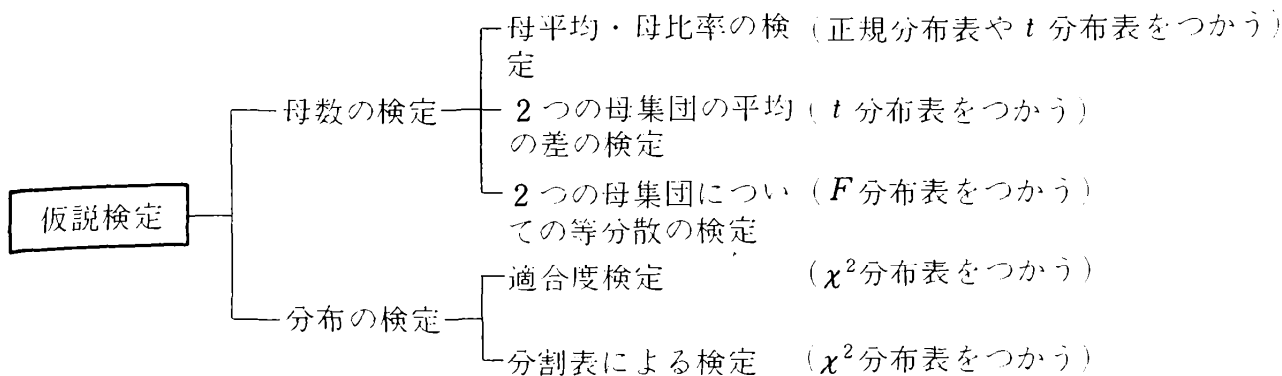 母平均・母比率の検 (正規分布表や t 分布表をつかう)
定
母数の検定
2つの母集団の平均 (t 分布表をつかう)
の差の検定
2つの母集団につい (F 分布表をつかう)
ての等分散の検定
仮説検定
適合度検定 (χ²分布表をつかう)
分布の検定
分割表による検定 (χ²分布表をつかう)